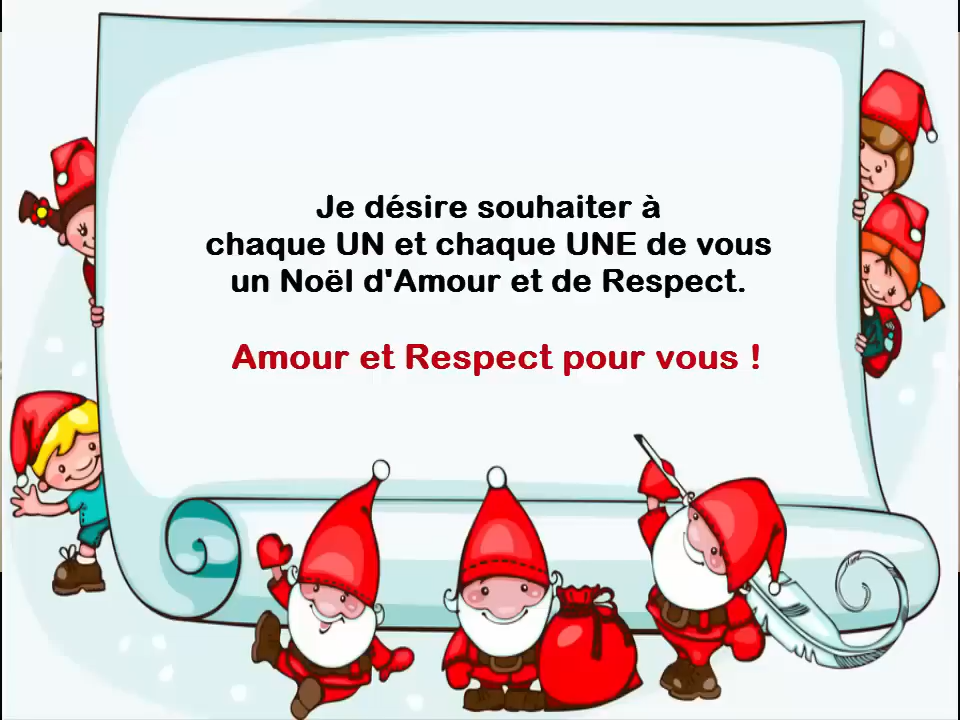 Je désire souhaiter à
chaque UN et chaque UNE de vous
un Noël d'Amour et de Respect.
Amour et Respect pour vous !